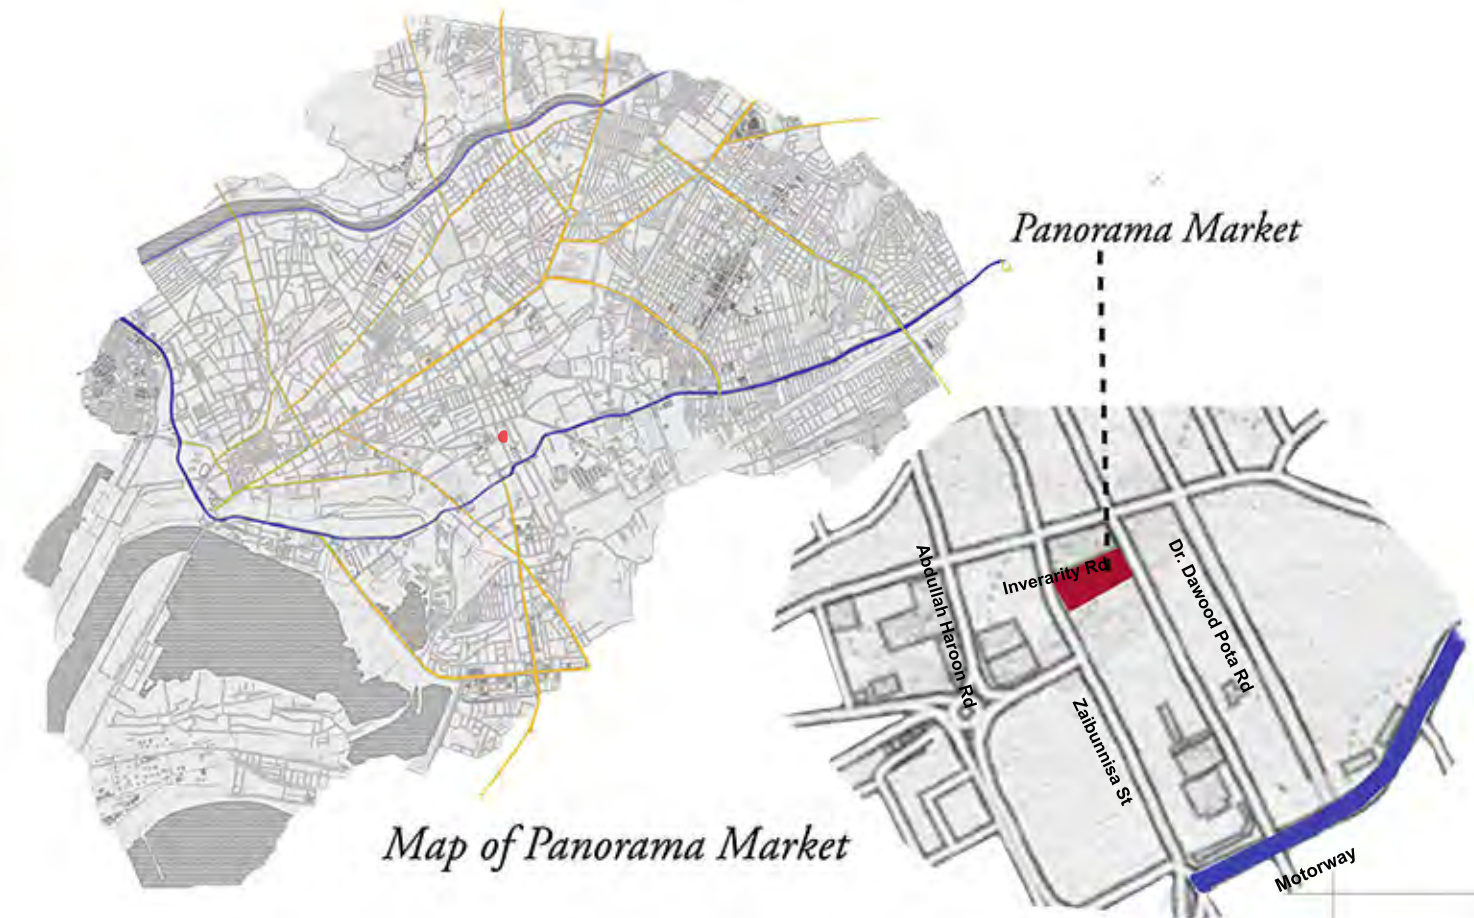 Panorama Market
Inverarity Rd
Abdullah Haroon Rd
Dr. Dawood Pota Rd
Zaibunnisa St
Motorway
Map of Panorama Market